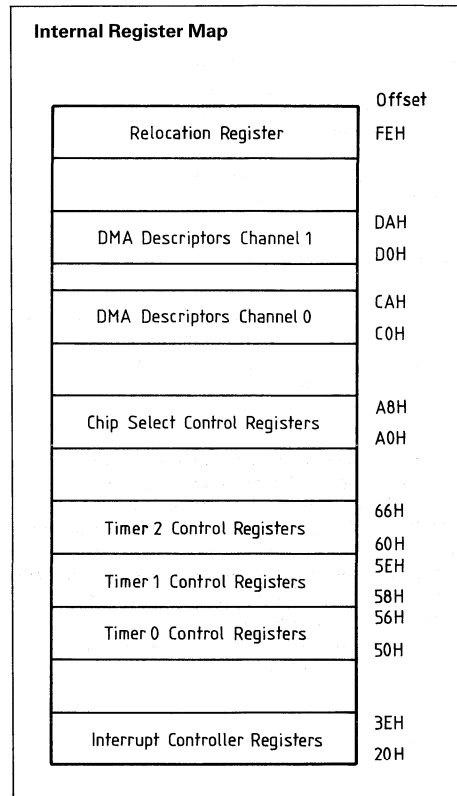 Internal Register Map
Offset
Relocation Register FEH
DAH
DMA Descriptors Channel 1
D0H
CAH
DMA Descriptors Channel 0
C0H
A8H
Chip Select Control Registers
A0H
66H
Timer 2 Control Registers
60H
5EH
Timer 1 Control Registers
58H
56H
Timer 0 Control Registers
50H
3EH
Interrupt Controller Registers
20H